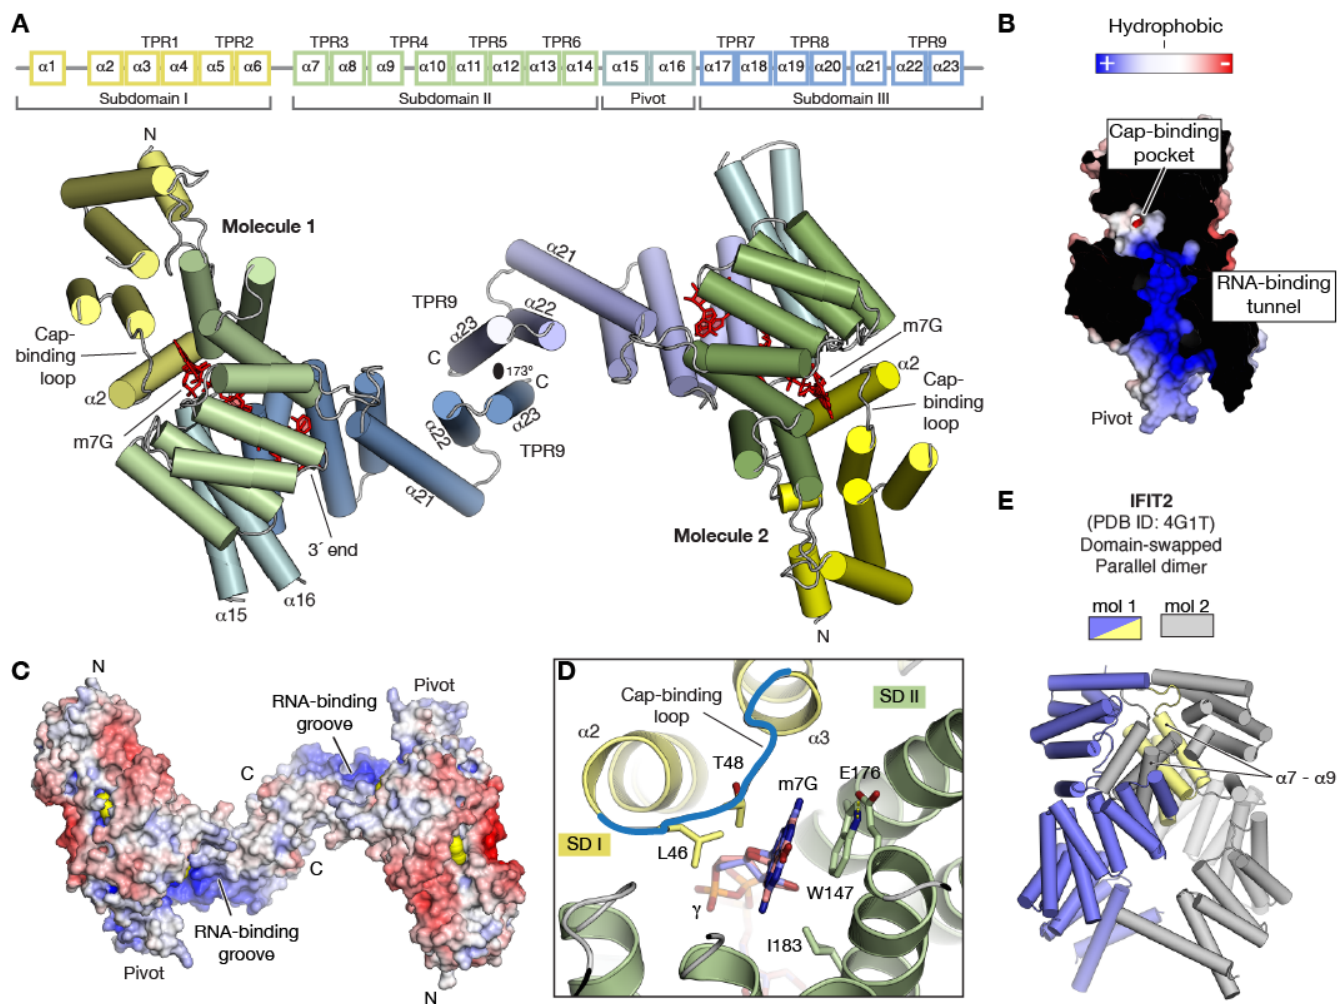 A
TPR1 TPR2 TPR3 TPR4 TPR5 TPR6 TPR7 TPR8 TPR9
α1 α2 α3 α4 α5 α6 α7 α8 α9 α10 α11 α12 α13 α14 α15 α16 α17 α18 α19 α20 α21 α22 α23
Subdomain I Subdomain II Pivot Subdomain III
N
Molecule 1
Cap-
binding
loop
α2
m7G
3´ end
α15
α16
α21
α22
α23
TPR9
C
173°
C
α23
α22
TPR9
α21
m7G
α2
Cap-
binding
loop
Molecule 2
N
B
Hydrophobic
+ -
Cap-binding
pocket
RNA-binding
tunnel
Pivot
C
N
Pivot
RNA-binding
groove
C
C
RNA-binding
groove
Pivot
N
D
Cap-binding
loop
SD II
α2
α3
T48
m7G
E176
SD I
L46
W147
γ
I183
E
IFIT2
(PDB ID: 4G1T)
Domain-swapped
Parallel dimer
mol 1 mol 2
α7 - α9